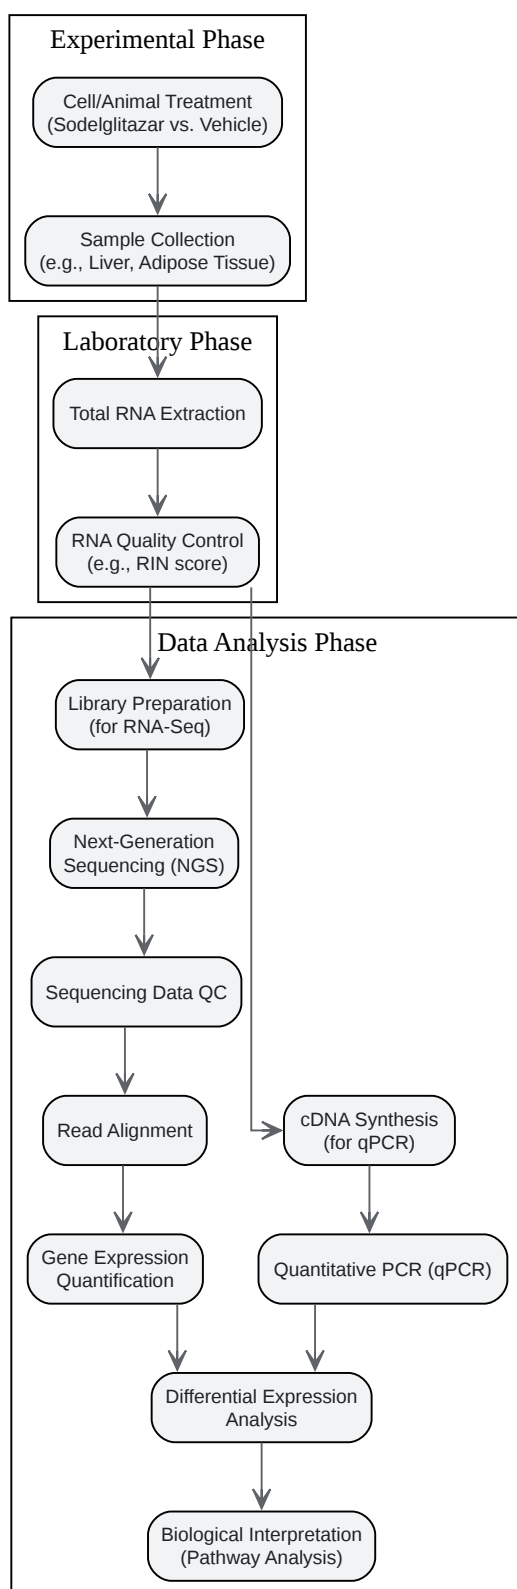 Experimental Phase
Cell/Animal Treatment
(Sodelglitazar vs. Vehicle)
Sample Collection
(e.g., Liver, Adipose Tissue)
Laboratory Phase
Total RNA Extraction
RNA Quality Control
(e.g., RIN score)
Data Analysis Phase
Library Preparation
(for RNA-Seq)
Next-Generation
Sequencing (NGS)
Sequencing Data QC
Read Alignment
cDNA Synthesis
(for qPCR)
Gene Expression
Quantification
Quantitative PCR (qPCR)
Differential Expression
Analysis
Biological Interpretation
(Pathway Analysis)